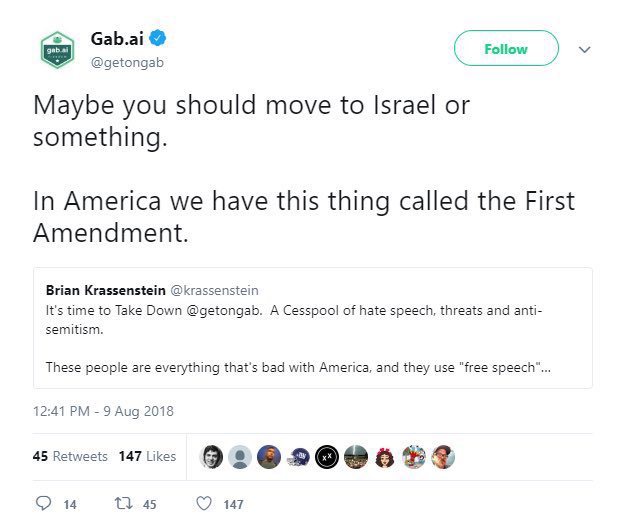 Gab.ai
@getongab
Follow
Maybe you should move to Israel or
something.
In America we have this thing called the First
Amendment.
Brian Krassenstein @krassenstein
It's time to Take Down @getongab. A Cesspool of hate speech, threats and anti-
semitism.
These people are everything that's bad with America, and they use "free speech"...
12:41 PM - 9 Aug 2018
45 Retweets 147 Likes
14 45 147